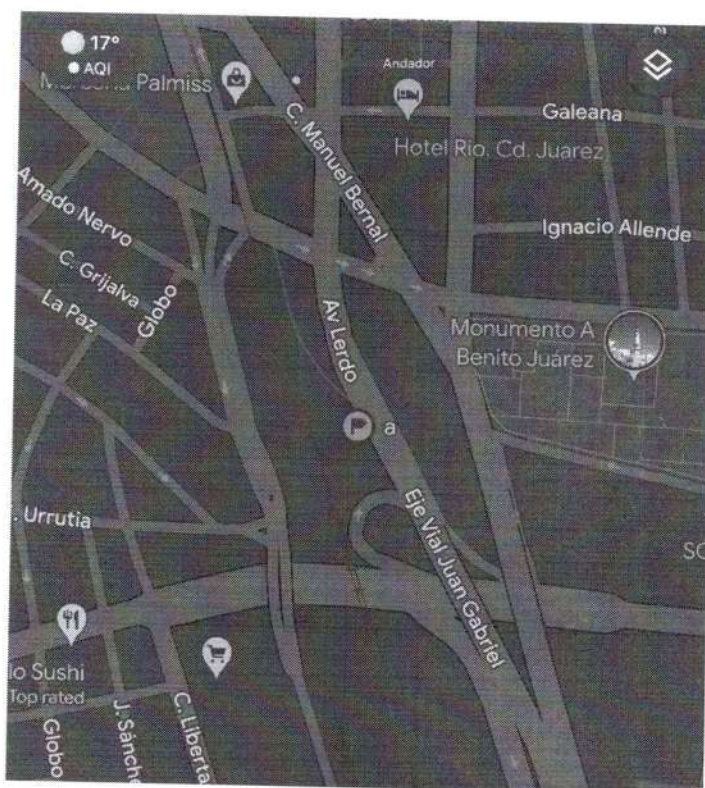 17°
AQI
Palmiss
Andador
Galeana
Hotel Rio. Cd. Juarez
C. Manuel Bernal
Amado Nervo
Ignacio Allende
C. Grijalva
Globo
La Paz
Av Lerdo
Monumento A
Benito Juárez
a
. Urrutia
Eje Vial Juan Gabriel
SC
lo Sushi
Top rated
Globo
J. Sánche
C. Liberta